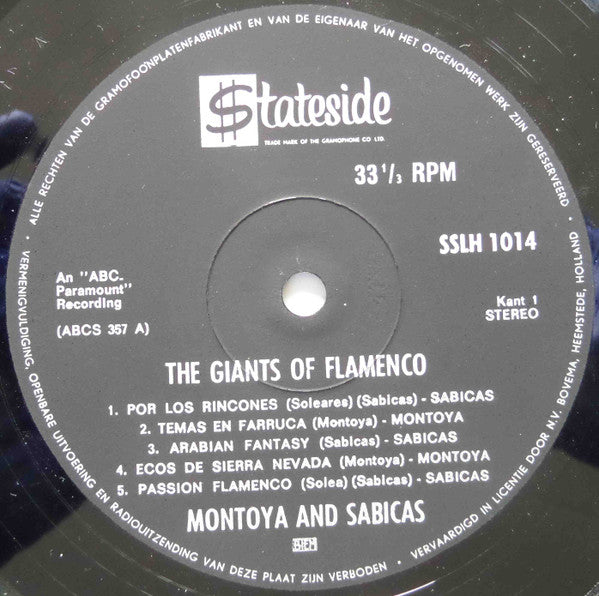 ALLE RECHTEN VAN DE GRAMOFOONPLATENFABRIKANT EN VAN DE EIGENAAR VAN HET OPGENOMEN WERK ZIJN GERESERVEERD
$tateside
TRADE MARK OF THE GRAMOPHONE CO LTD.
33 1/3 RPM
SSLH 1014
An "ABC-
Paramount"
Recording
(ABCS 357 A)
Kant 1
STEREO
THE GIANTS OF FLAMENCO
1. POR LOS RINCONES (Soleares) (Sabicas) - SABICAS
2. TEMAS EN FARRUCA (Montoya) - MONTOYA
3. ARABIAN FANTASY (Sabicas) - SABICAS
4. ECOS DE SIERRA NEVADA (Montoya) - MONTOYA
5. PASSION FLAMENCO (Solea) (Sabicas) - SABICAS
MONTOYA AND SABICAS
VERMENIGVULDIGING, OPENBARE UITVOERING EN RADIOUITZENDING VAN DEZE PLAAT ZIJN VERBODEN • VERVAARDIGD IN LICENTIE DOOR N.V. BOVEMA, HEEMSTEDE, HOLLAND